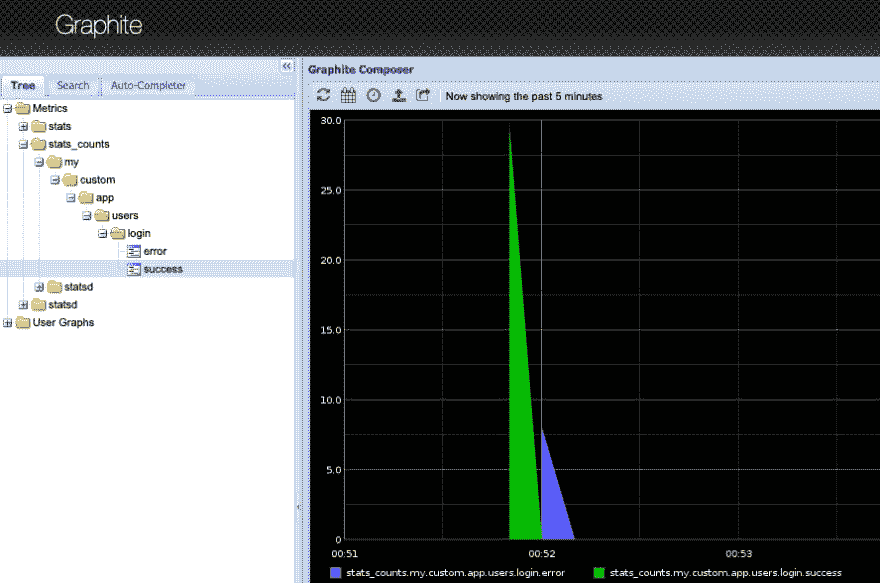 Graphite
«
Tree Search Auto-Completer
Metrics
stats
stats_counts
my
custom
app
users
login
error
success
statsd
statsd
User Graphs
Graphite Composer
Now showing the past 5 minutes
30.0
25.0
20.0
15.0
10.0
5.0
0
00:51 00:52 00:53
stats_counts.my.custom.app.users.login.error stats_counts.my.custom.app.users.login.success